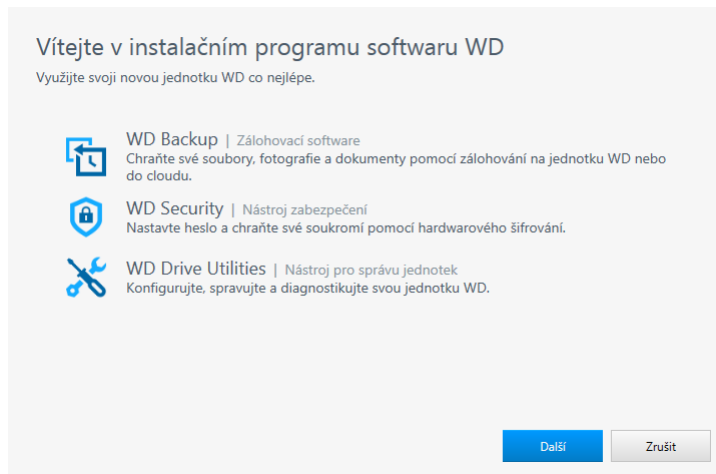 Vítejte v instalačním programu softwaru WD
Využijte svoji novou jednotku WD co nejlépe.
WD Backup | Zálohovací software
Chraňte své soubory, fotografie a dokumenty pomocí zálohování na jednotku WD nebo
do cloudu.
WD Security | Nástroj zabezpečení
Nastavte heslo a chraňte své soukromí pomocí hardwarového šifrování.
WD Drive Utilities | Nástroj pro správu jednotek
Konfigurujte, spravujte a diagnostikujte svou jednotku WD.
Další Zrušit